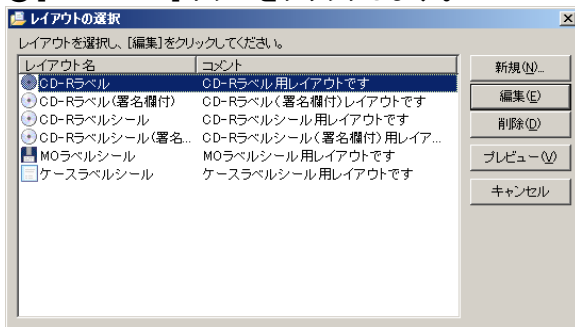 レイアウトの選択
レイアウトを選択し、[編集]をクリックしてください。
レイアウト名 コメント
CD-Rラベル CD-Rラベル用レイアウトです
CD-Rラベル(署名欄付) CD-Rラベル(署名欄付)レイアウトです
CD-Rラベルシール CD-Rラベルシール用レイアウトです
CD-Rラベルシール(署名... CD-Rラベルシール(署名欄付)用レイア...
MOラベルシール MOラベルシール用レイアウトです
ケースラベルシール ケースラベルシール用レイアウトです
新規(N)...
編集(E)
削除(D)
プレビュー(V)
キャンセル